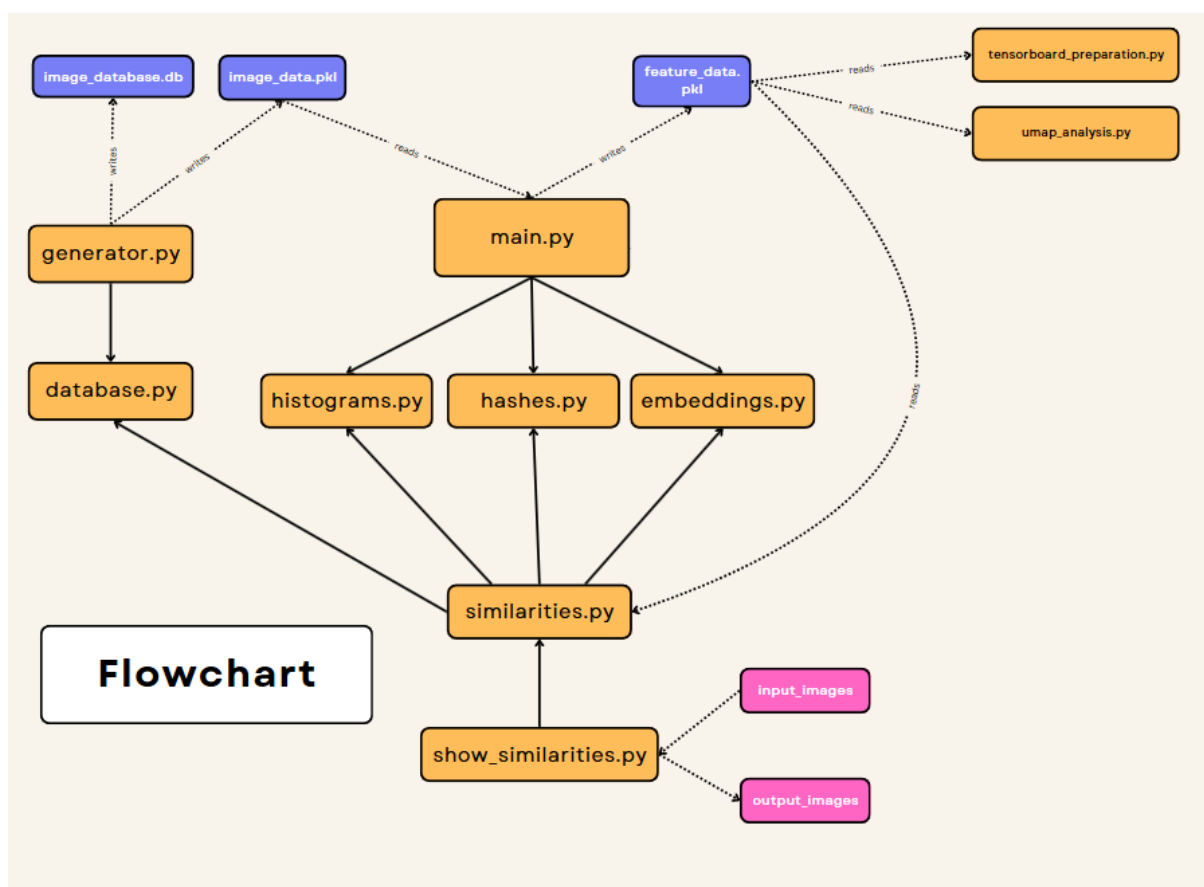 image_database.db
image_data.pkl
feature_data.
pkl
tensorboard_preparation.py
reads
reads
umap_analysis.py
writes
writes
reads
writes
generator.py
main.py
database.py
histograms.py
hashes.py
embeddings.py
reads
similarities.py
Flowchart
input_images
show_similarities.py
output_images